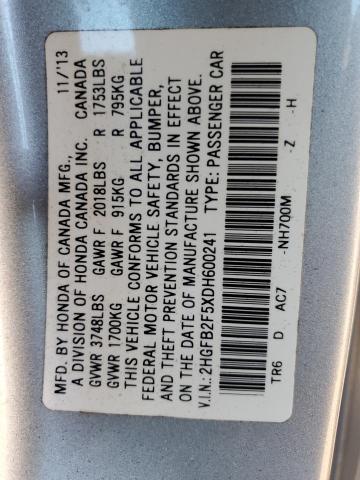 MFD. BY HONDA OF CANADA MFG., 11/'13
A DIVISION OF HONDA CANADA INC. CANADA
GVWR 3748LBS GAWR F 2018LBS R 1753LBS
GVWR 1700KG GAWR F 915KG R 795KG
THIS VEHICLE CONFORMS TO ALL APPLICABLE
FEDERAL MOTOR VEHICLE SAFETY, BUMPER,
AND THEFT PREVENTION STANDARDS IN EFFECT
ON THE DATE OF MANUFACTURE SHOWN ABOVE.
V.I.N.: 2HGFB2F5XDH600241 TYPE: PASSENGER CAR
TR6 D AC7 -NH700M -Z -H